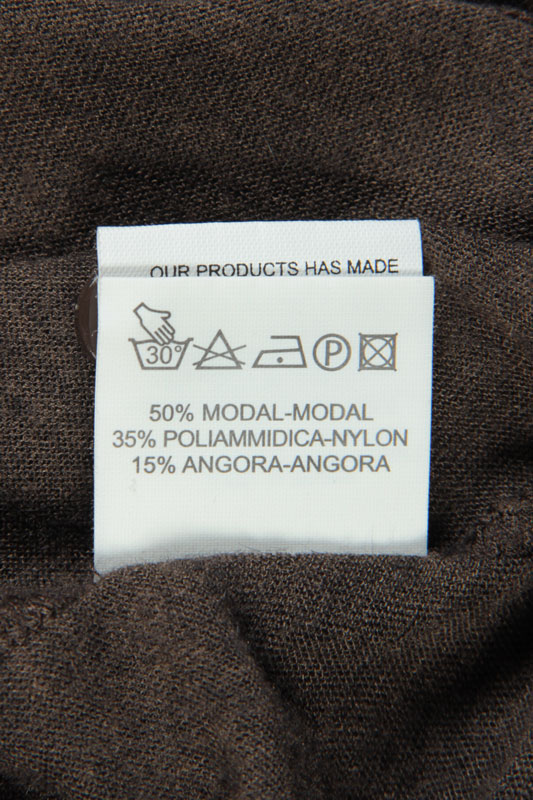 OUR PRODUCTS HAS MADE
30°
P
50% MODAL-MODAL
35% POLIAMMIDICA-NYLON
15% ANGORA-ANGORA